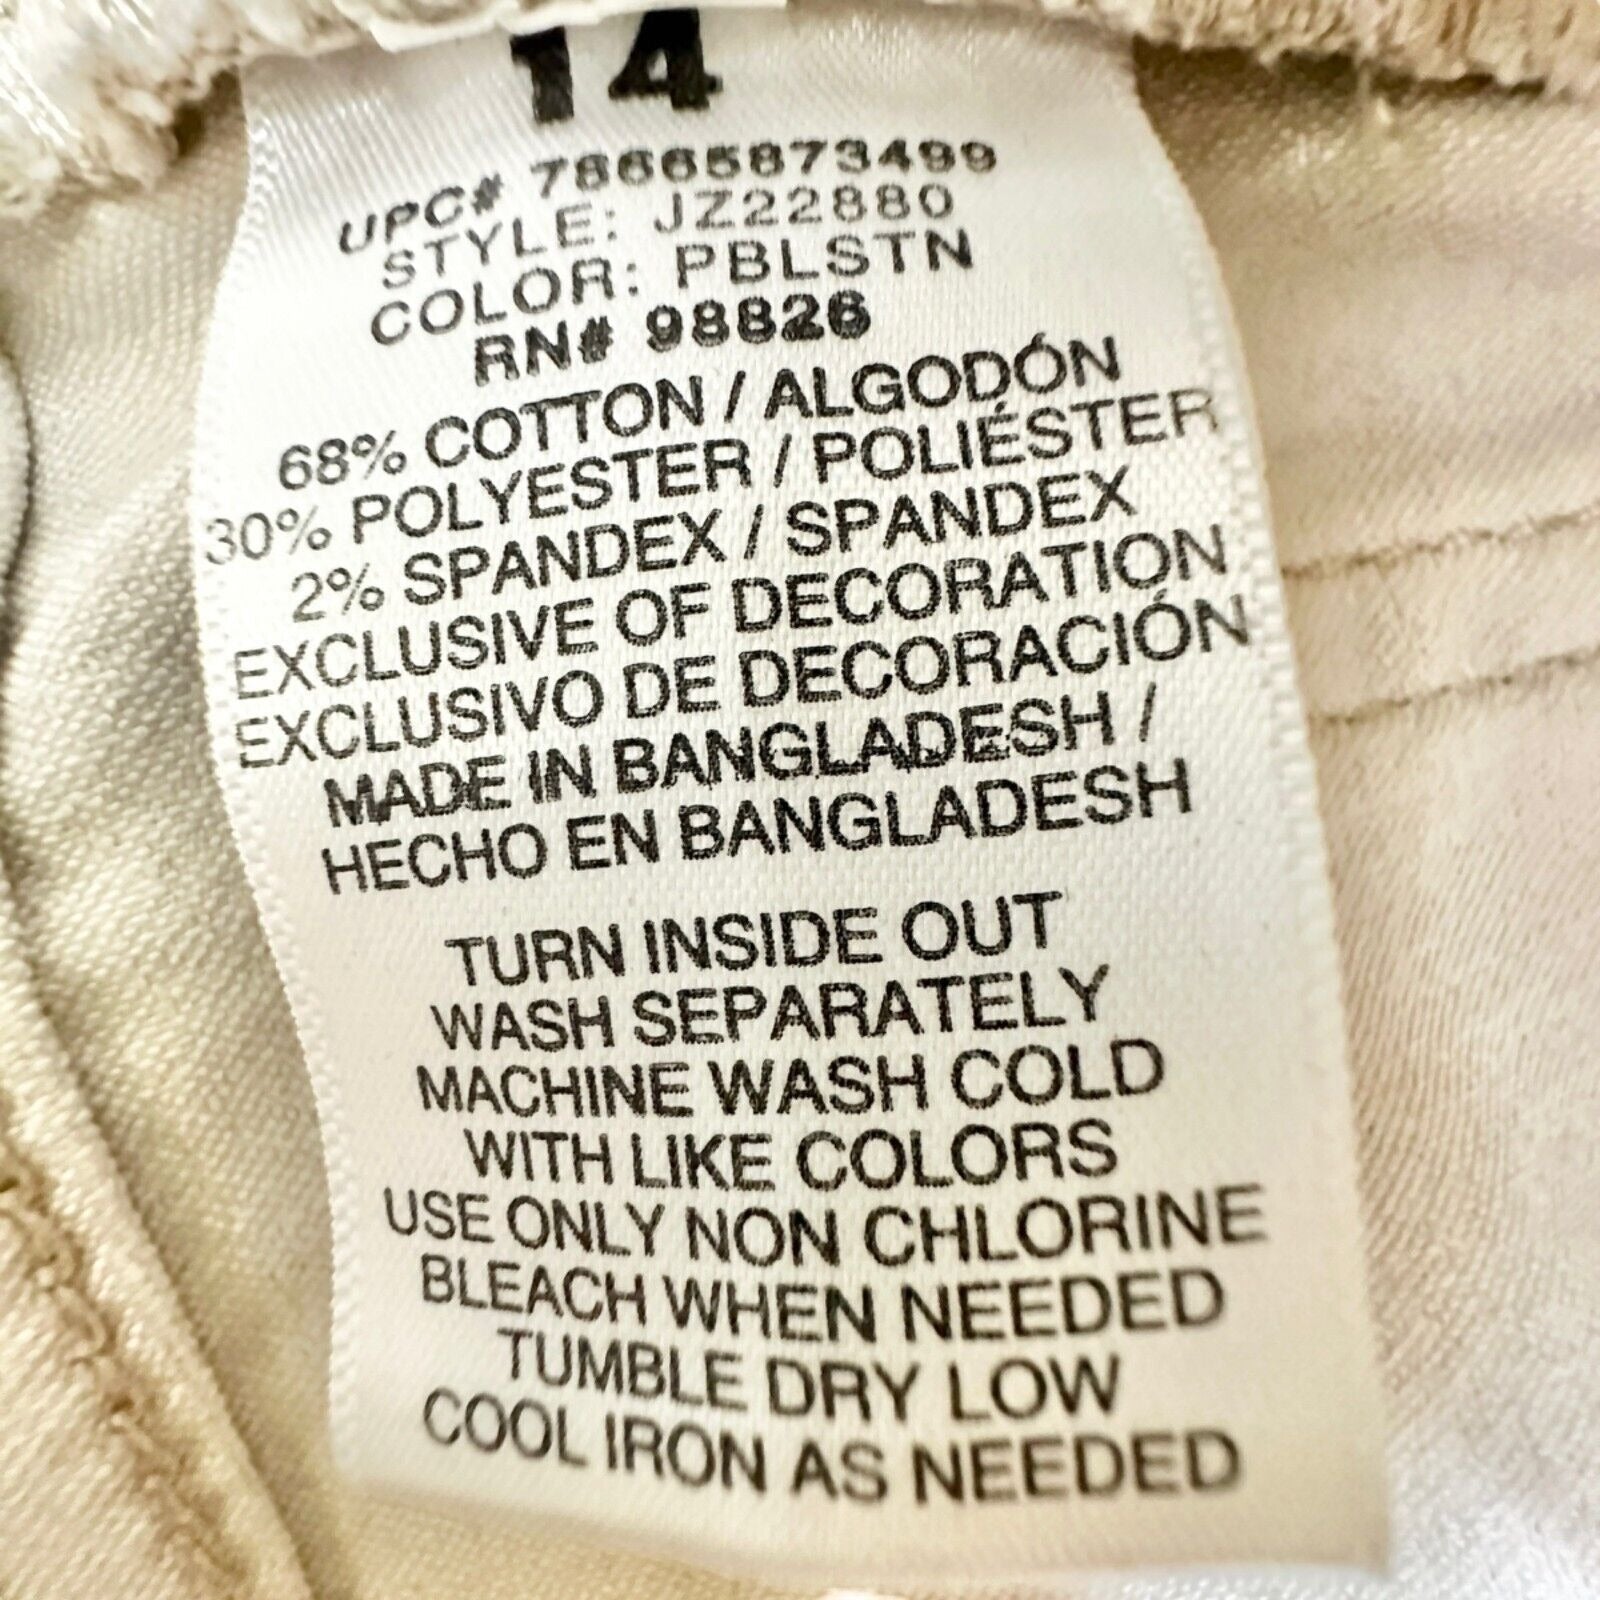 14
UPC# 78665873499
STYLE: JZ22880
COLOR: PBLSTN
RN# 98826
68% COTTON / ALGODÓN
30% POLYESTER / POLIÉSTER
2% SPANDEX / SPANDEX
EXCLUSIVE OF DECORATION
EXCLUSIVO DE DECORACIÓN
MADE IN BANGLADESH /
HECHO EN BANGLADESH
TURN INSIDE OUT
WASH SEPARATELY
MACHINE WASH COLD
WITH LIKE COLORS
USE ONLY NON CHLORINE
BLEACH WHEN NEEDED
TUMBLE DRY LOW
COOL IRON AS NEEDED